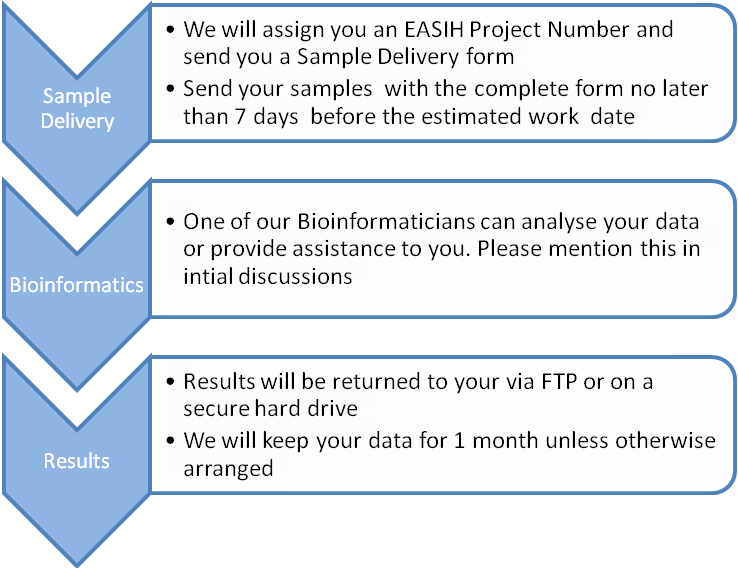 Sample
Delivery
• We will assign you an EASIH Project Number and
send you a Sample Delivery form
• Send your samples with the complete form no later
than 7 days before the estimated work date
Bioinformatics
• One of our Bioinformaticians can analyse your data
or provide assistance to you. Please mention this in
intial discussions
Results
• Results will be returned to your via FTP or on a
secure hard drive
• We will keep your data for 1 month unless otherwise
arranged